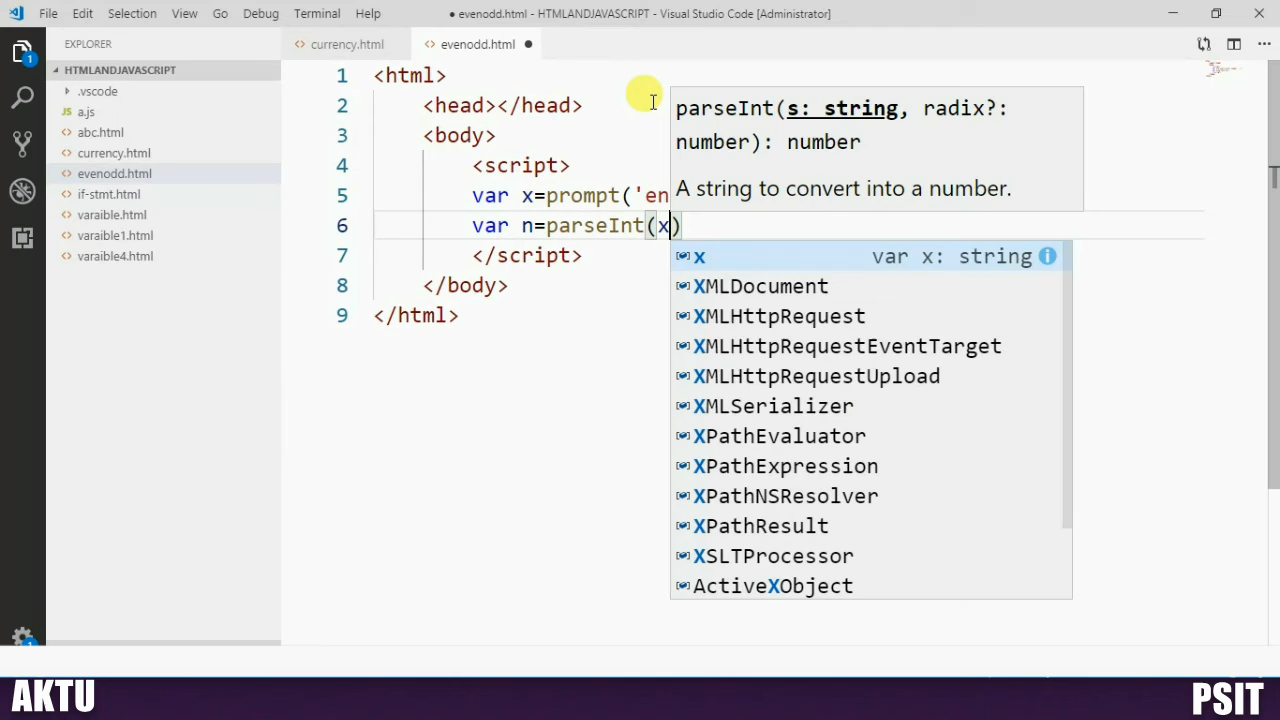 File Edit Selection View Go Debug Terminal Help
● evenodd.html - HTMLANDJAVASCRIPT - Visual Studio Code [Administrator]
EXPLORER
HTMLANDJAVASCRIPT
.vscode
a.js
abc.html
currency.html
evenodd.html
if-stmt.html
varaible.html
varaible1.html
varaible4.html
1
1
currency.html
evenodd.html ●
1 <html>
2 <head></head>
3 <body>
4 <script>
5 var x=prompt('en
6 var n=parseInt(x)
7 </script>
8 </body>
9 </html>
parseInt(s: string, radix?:
number): number
A string to convert into a number.
x var x: string
XMLDocument
XMLHttpRequest
XMLHttpRequestEventTarget
XMLHttpRequestUpload
XMLSerializer
XPathEvaluator
XPathExpression
XPathNSResolver
XPathResult
XSLTProcessor
ActiveXObject
AKTU
PSIT